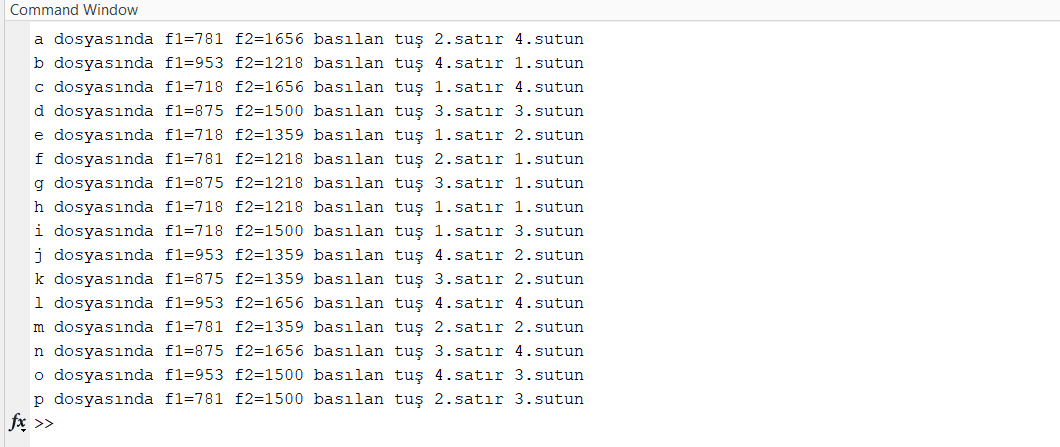 Command Window
a dosyasında f1=781 f2=1656 basılan tuş 2.satır 4.sutun
b dosyasında f1=953 f2=1218 basılan tuş 4.satır 1.sutun
c dosyasında f1=718 f2=1656 basılan tuş 1.satır 4.sutun
d dosyasında f1=875 f2=1500 basılan tuş 3.satır 3.sutun
e dosyasında f1=718 f2=1359 basılan tuş 1.satır 2.sutun
f dosyasında f1=781 f2=1218 basılan tuş 2.satır 1.sutun
g dosyasında f1=875 f2=1218 basılan tuş 3.satır 1.sutun
h dosyasında f1=718 f2=1218 basılan tuş 1.satır 1.sutun
i dosyasında f1=718 f2=1500 basılan tuş 1.satır 3.sutun
j dosyasında f1=953 f2=1359 basılan tuş 4.satır 2.sutun
k dosyasında f1=875 f2=1359 basılan tuş 3.satır 2.sutun
l dosyasında f1=953 f2=1656 basılan tuş 4.satır 4.sutun
m dosyasında f1=781 f2=1359 basılan tuş 2.satır 2.sutun
n dosyasında f1=875 f2=1656 basılan tuş 3.satır 4.sutun
o dosyasında f1=953 f2=1500 basılan tuş 4.satır 3.sutun
p dosyasında f1=781 f2=1500 basılan tuş 2.satır 3.sutun
fx >>